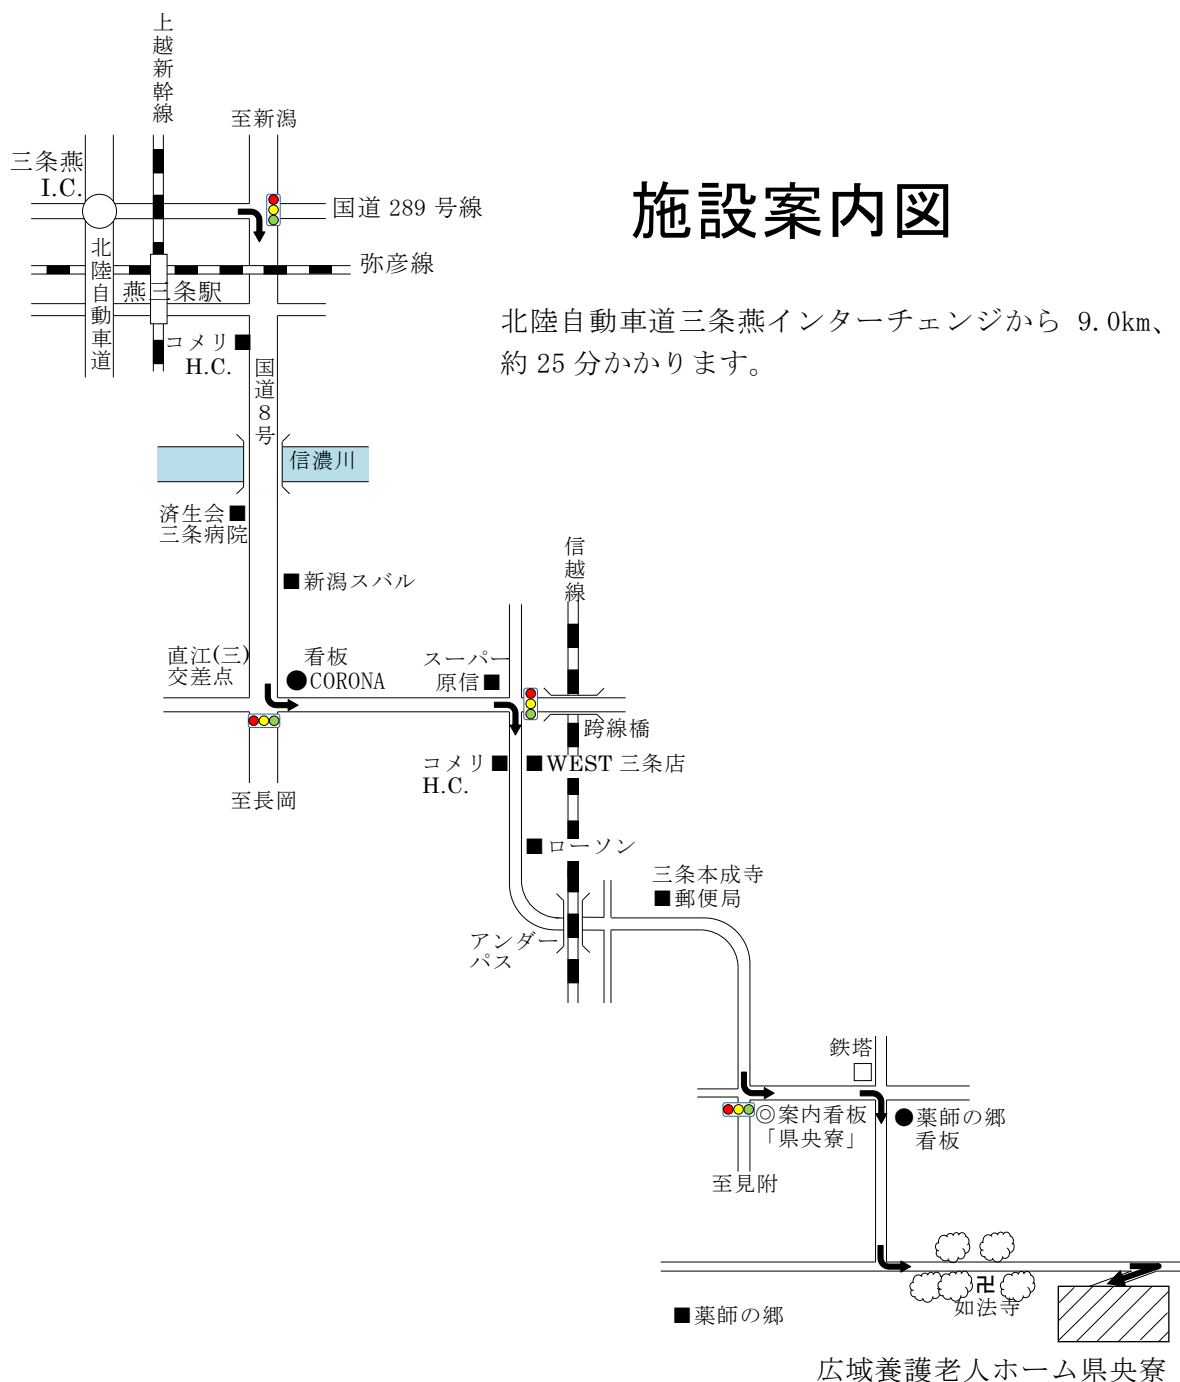 上越新幹線
至新潟
三条燕
I.C.
国道 289 号線
施設案内図
北陸自動車道
弥彦線
燕三条駅
北陸自動車道三条燕インターチェンジから 9.0km、
約 25 分かかります。
コメリ
H.C.
国道8号
信濃川
済生会
三条病院
信越線
新潟スバル
直江(三)
交差点
看板
CORONA
スーパー
原信
跨線橋
コメリ
H.C.
WEST 三条店
至長岡
ローソン
三条本成寺
郵便局
アンダー
パス
鉄塔
◎案内看板
「県央寮」
薬師の郷
看板
至見附
卍
如法寺
薬師の郷
広域養護老人ホーム県央寮